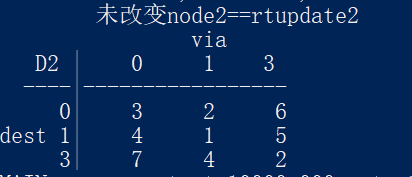 未改变node2==rtupdate2
via
D2 | 0 1 3
----|-----------------
0 | 3 2 6
dest 1 | 4 1 5
3 | 7 4 2